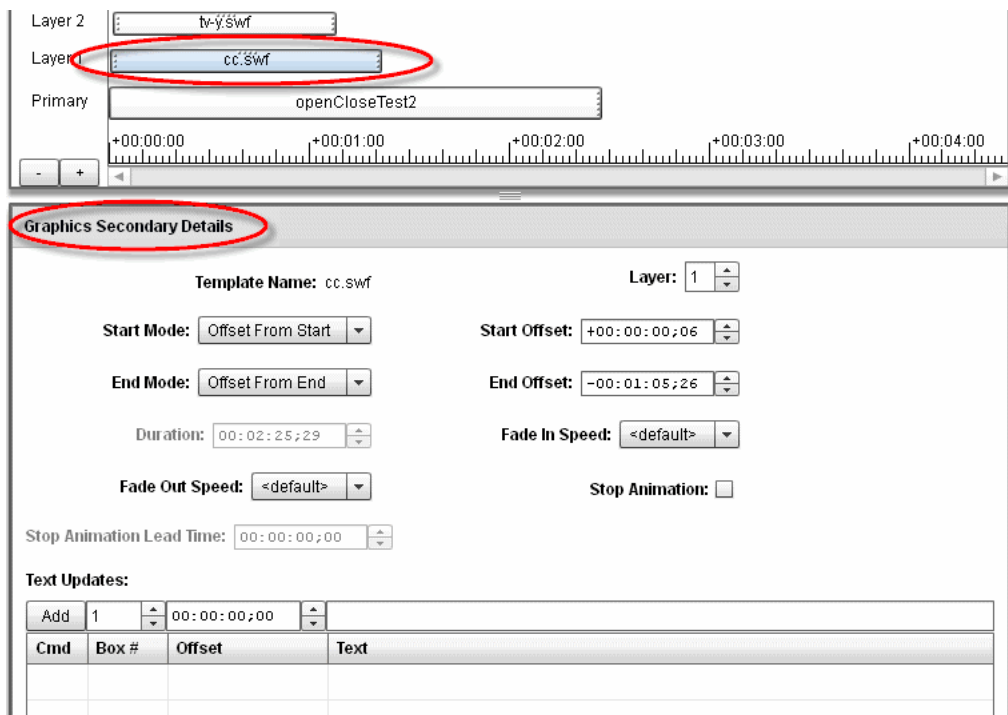 Layer 2 tv-y.swf
Layer 1 cc.swf
Primary openCloseTest2
+00:00:00 +00:01:00 +00:02:00 +00:03:00 +00:04:00
- +
Graphics Secondary Details
Template Name: cc.swf Layer: 1
Start Mode: Offset From Start Start Offset: +00:00:00;06
End Mode: Offset From End End Offset: -00:01:05;26
Duration: 00:02:25;29 Fade In Speed: <default>
Fade Out Speed: <default> Stop Animation:
Stop Animation Lead Time: 00:00:00;00
Text Updates:
Add 1 00:00:00;00
Cmd Box # Offset Text